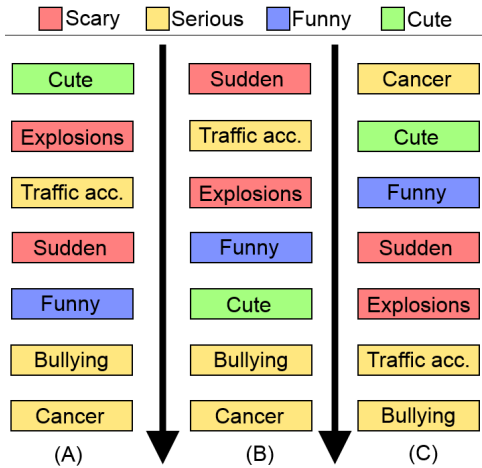 Scary Serious Funny Cute
Cute Sudden Cancer
Explosions Traffic acc. Cute
Traffic acc. Explosions Funny
Sudden Funny Sudden
Funny Cute Explosions
Bullying Bullying Traffic acc.
Cancer Cancer Bullying
(A) (B) (C)